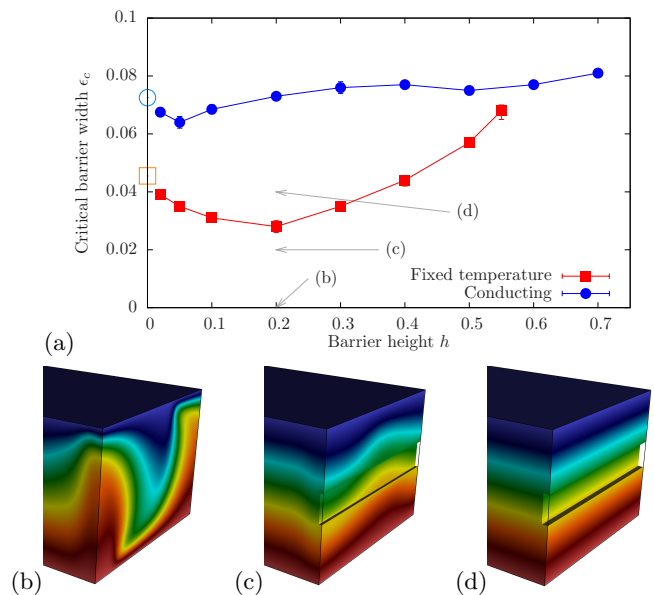 0.1
0.08
0.06
0.04
0.02
0
Critical barrier width ϵ_c
(d)
(c)
(b)
Fixed temperature
Conducting
0 0.1 0.2 0.3 0.4 0.5 0.6 0.7
Barrier height h
(a)
(b) (c) (d)